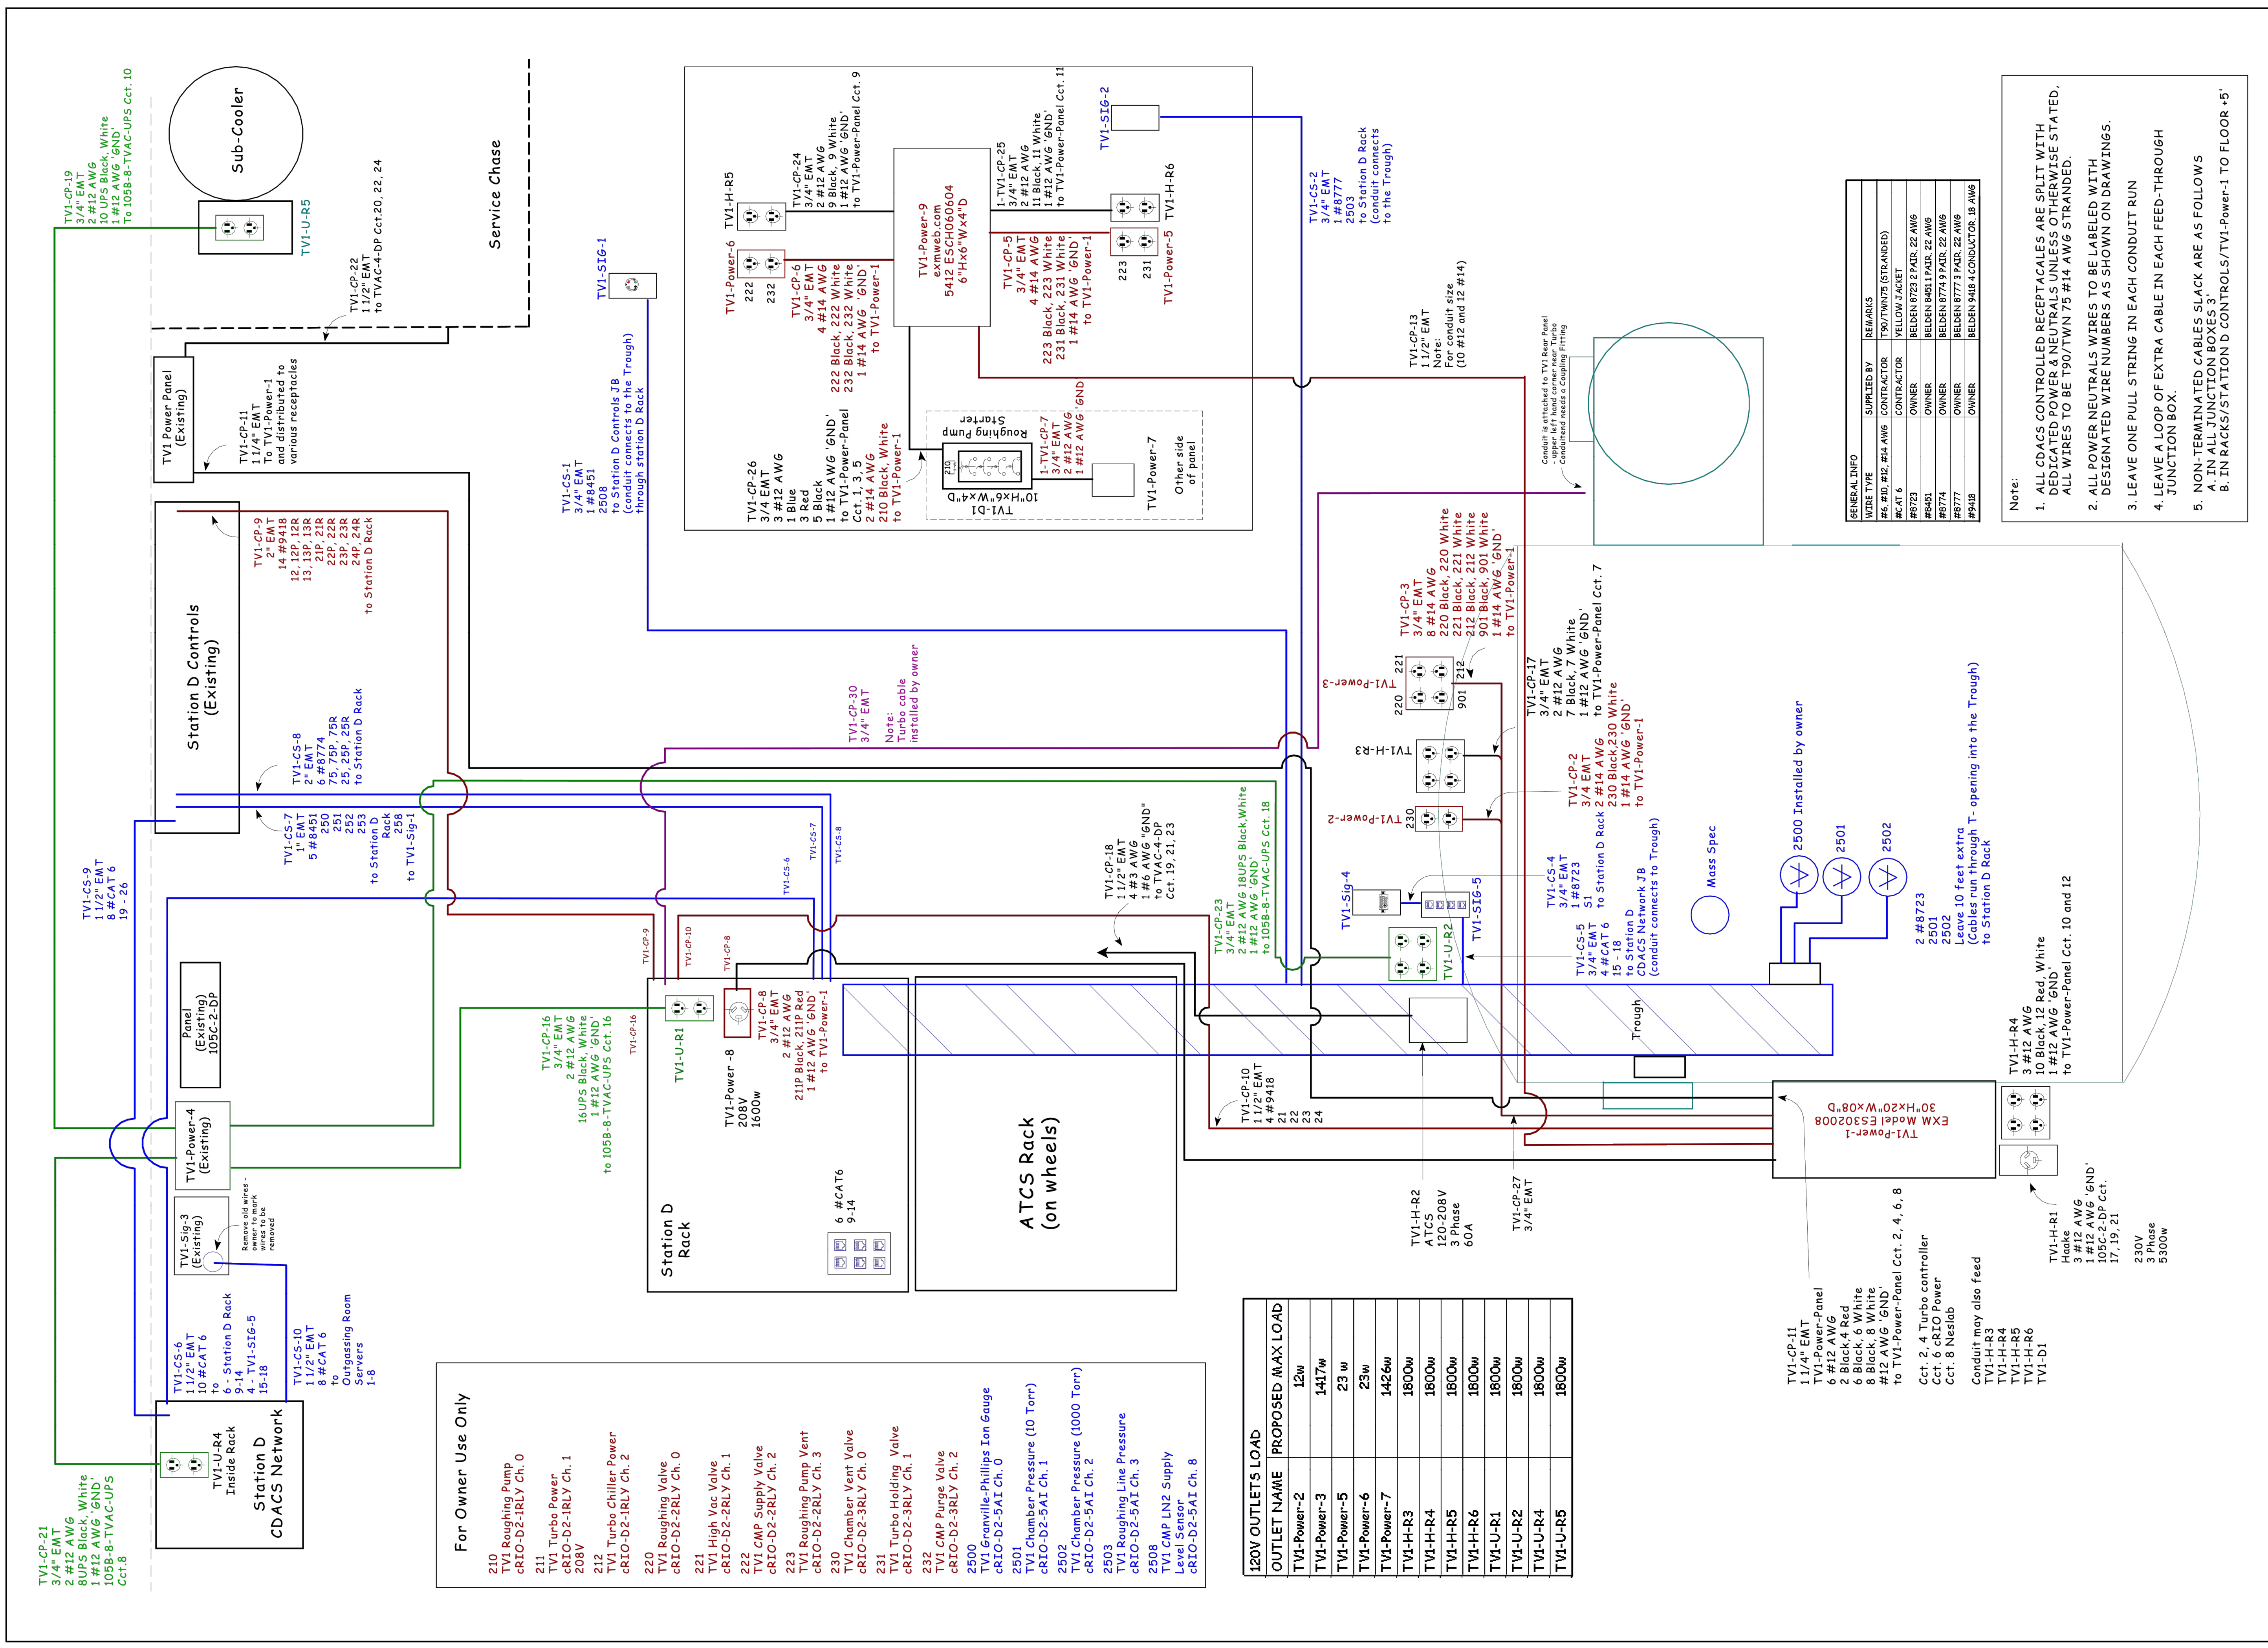 TV1-CP-21
3/4" EMT
2 #12 AWG
8UPS Black, White
1 #12 AWG 'GND'
105B-8-TVAC-UPS
Cct.8
TV1-U-R4
Inside Rack
Station D
CDACS Network
TV1-CS-6
1 1/2" EMT
10 #CAT 6
to
6 - Station D Rack
9-14
4 - TV1-SIG-5
15-18
TV1-CS-10
1 1/2" EMT
8 #CAT 6
to
Outgassing Room
Servers
1-8
TV1-Sig-3
(Existing)
Remove old wires -
owner to mark
wires to be
removed
TV1-Power-4
(Existing)
Panel
(Existing)
105C-2-DP
TV1-CS-9
1 1/2" EMT
8 #CAT 6
19 - 26
Station D Controls
(Existing)
TV1-CS-7
1" EMT
5 #8451
250
251
252
253
to Station D
Rack
258
to TV1-Sig-1
TV1-CS-8
2" EMT
6 #8774
75, 75P, 75R
25, 25P, 25R
to Station D Rack
TV1-CP-9
2" EMT
14 #9418
12, 12P, 12R
13, 13P, 13R
21P, 21R
22P, 22R
23P, 23R
24P, 24R
to Station D Rack
TV1 Power Panel
(Existing)
TV1-CP-11
1 1/4" EMT
To TV1-Power-1
and distributed to
various receptacles
TV1-CP-22
1 1/2" EMT
to TVAC-4-DP Cct.20, 22, 24
TV1-CP-19
3/4" EMT
2 #12 AWG
10 UPS Black, White
1 #12 AWG 'GND'
To 105B-8-TVAC-UPS Cct. 10
Sub-Cooler
TV1-U-R5
Service Chase
For Owner Use Only
210
TV1 Roughing Pump
cRIO-D2-1RLY Ch. 0
211
TV1 Turbo Power
cRIO-D2-1RLY Ch. 1
208V
212
TV1 Turbo Chiller Power
cRIO-D2-1RLY Ch. 2
220
TV1 Roughing Valve
cRIO-D2-2RLY Ch. 0
221
TV1 High Vac Valve
cRIO-D2-2RLY Ch. 1
222
TV1 CMP Supply Valve
cRIO-D2-2RLY Ch. 2
223
TV1 Roughing Pump Vent
cRIO-D2-2RLY Ch. 3
230
TV1 Chamber Vent Valve
cRIO-D2-3RLY Ch. 0
231
TV1 Turbo Holding Valve
cRIO-D2-3RLY Ch. 1
232
TV1 CMP Purge Valve
cRIO-D2-3RLY Ch. 2
2500
TV1 Granville-Phillips Ion Gauge
cRIO-D2-5AI Ch. 0
2501
TV1 Chamber Pressure (10 Torr)
cRIO-D2-5AI Ch. 1
2502
TV1 Chamber Pressure (1000 Torr)
cRIO-D2-5AI Ch. 2
2503
TV1 Roughing Line Pressure
cRIO-D2-5AI Ch. 3
2508
TV1 CMP LN2 Supply
Level Sensor
cRIO-D2-5AI Ch. 8
Station D
Rack
6 #CAT6
9-14
TV1-CP-16
3/4" EMT
2 #12 AWG
16UPS Black, White
1 #12 AWG 'GND'
to 105B-8-TVAC-UPS Cct. 16
TV1-CP-16
TV1-U-R1
TV1-CP-9
TV1-CP-10
TV1-CP-8
TV1-Power -8
208V
1600w
TV1-CP-8
3/4" EMT
2 #12 AWG
211P Black, 211P Red
1 #12 AWG 'GND'
to TV1-Power-1
TV1-CS-6
TV1-CS-7
TV1-CS-8
ATCS Rack
(on wheels)
TV1-CP-30
3/4" EMT
Note:
Turbo cable
installed by owner
TV1-CS-1
3/4" EMT
1 #8451
2508
to Station D Controls JB
(conduit connects to the Trough)
through station D Rack
TV1-SIG-1
TV1-Power-6
222
232
TV1-H-R5
TV1-CP-24
3/4" EMT
2 #12 AWG
9 Black, 9 White
1 #12 AWG 'GND'
to TV1-Power-Panel Cct. 9
TV1-CP-6
3/4" EMT
4 #14 AWG
222 Black, 222 White
232 Black, 232 White
1 #14 AWG 'GND'
to TV1-Power-1
TV1-Power-9
exmweb.com
5412 ESCH060604
6"Hx6"Wx4"D
TV1-CP-26
3/4 EMT
3 #12 AWG
1 Blue
3 Red
5 Black
1 #12 AWG 'GND'
to TV1-Power-Panel
Cct. 1, 3, 5
2 #14 AWG
210 Black, White
to TV1-Power-1
Roughing Pump
Starter
210
TV1-D1
10"Hx6"Wx4"D
1-TV1-CP-7
3/4" EMT
2 #12 AWG
1 #12 AWG 'GND
TV1-Power-7
Other side
of panel
1-TV1-CP-25
3/4" EMT
2 #12 AWG
11 Black, 11 White
1 #12 AWG 'GND'
to TV1-Power-Panel Cct. 11
TV1-CP-5
3/4" EMT
4 #14 AWG
223 Black, 223 White
231 Black, 231 White
1 #14 AWG 'GND'
to TV1-Power-1
223
231
TV1-Power-5
TV1-H-R6
TV1-SIG-2
TV1-CS-2
3/4" EMT
1 #8777
2503
to Station D Rack
(conduit connects
to the Trough)
TV1-CP-13
1 1/2" EMT
Note:
For conduit size
(10 #12 and 12 #14)
Conduit is attached to TV1 Rear Panel
- upper left hand corner near Turbo
Conduitend needs a Coupling Fitting
TV1-CP-18
1 1/2" EMT
4 #3 AWG
1 #6 AWG "GND"
to TVAC-4-DP
Cct. 19, 21, 23
TV1-CP-23
3/4" EMT
2 #12 AWG 18UPS Black,White
1 #12 AWG 'GND'
to 105B-8-TVAC-UPS Cct. 18
TV1-CP-10
1 1/2" EMT
4 #9418
21
22
23
24
TV1-Sig-4
TV1-SIG-5
TV1-U-R2
TV1-Power-2
230
TV1-H-R3
TV1-Power-3
220
221
901
212
TV1-CP-3
3/4" EMT
8 #14 AWG
220 Black, 220 White
221 Black, 221 White
212 Black, 212 White
901 Black, 901 White
1 #14 AWG 'GND'
to TV1-Power-1
TV1-CP-17
3/4" EMT
2 #12 AWG
7 Black, 7 White
1 #12 AWG 'GND'
to TV1-Power-Panel Cct. 7
TV1-CP-2
3/4 EMT
2 #14 AWG
230 Black,230 White
1 #14 AWG 'GND'
to TV1-Power-1
TV1-CS-4
3/4" EMT
1 #8723
S1
to Station D Rack
TV1-CS-5
3/4" EMT
4 #CAT 6
15 - 18
to Station D
CDACS Network JB
(conduit connects to Trough)
TV1-H-R2
ATCS
120-208V
3 Phase
60A
TV1-CP-27
3/4" EMT
Trough
Mass Spec
2500 Installed by owner
2501
2502
2 #8723
2501
2502
Leave 10 feet extra
(Cables run through T- opening into the Trough)
to Station D Rack
TV1-Power-1
EXM Model ES302008
30"Hx20"Wx08"D
TV1-H-R4
3 #12 AWG
10 Black, 12 Red, White
1 #12 AWG 'GND'
to TV1-Power-Panel Cct. 10 and 12
TV1-H-R1
Haake
3 #12 AWG
1 #12 AWG 'GND'
105C-2-DP Cct.
17, 19, 21
230V
3 Phase
5300w
TV1-CP-11
1 1/4" EMT
TV1-Power-Panel
6 #12 AWG
2 Black,4 Red
6 Black, 6 White
8 Black, 8 White
#12 AWG 'GND'
to TV1-Power-Panel Cct. 2, 4, 6, 8
Cct. 2, 4 Turbo controller
Cct. 6 cRIO Power
Cct. 8 Neslab
Conduit may also feed
TV1-H-R3
TV1-H-R4
TV1-H-R5
TV1-H-R6
TV1-D1
120V OUTLETS LOAD
OUTLET NAME PROPOSED MAX LOAD
TV1-Power-2 12w
TV1-Power-3 1417w
TV1-Power-5 23 w
TV1-Power-6 23w
TV1-Power-7 1426w
TV1-H-R3 1800w
TV1-H-R4 1800w
TV1-H-R5 1800w
TV1-H-R6 1800w
TV1-U-R1 1800w
TV1-U-R2 1800w
TV1-U-R4 1800w
TV1-U-R5 1800w
GENERAL INFO
WIRE TYPE SUPPLIED BY REMARKS
#6, #10, #12, #14 AWG CONTRACTOR T90/TWN75 (STRANDED)
#CAT 6 CONTRACTOR YELLOW JACKET
#8723 OWNER BELDEN 8723 2 PAIR, 22 AWG
#8451 OWNER BELDEN 8451 1 PAIR, 22 AWG
#8774 OWNER BELDEN 8774 9 PAIR, 22 AWG
#8777 OWNER BELDEN 8777 3 PAIR, 22 AWG
#9418 OWNER BELDEN 9418 4 CONDUCTOR, 18 AWG
Note:
1. ALL CDACS CONTROLLED RECEPTACALES ARE SPLIT WITH
DEDICATED POWER & NEUTRALS UNLESS OTHERWISE STATED,
ALL WIRES TO BE T90/TWN 75 #14 AWG STRANDED.
2. ALL POWER NEUTRALS WIRES TO BE LABELED WITH
DESIGNATED WIRE NUMBERS AS SHOWN ON DRAWINGS.
3. LEAVE ONE PULL STRING IN EACH CONDUIT RUN
4. LEAVE A LOOP OF EXTRA CABLE IN EACH FEED-THROUGH
JUNCTION BOX.
5. NON-TERMINATED CABLES SLACK ARE AS FOLLOWS
A. IN ALL JUNCTION BOXES 3'
B. IN RACKS/STATION D CONTROLS/TV1-Power-1 TO FLOOR +5'